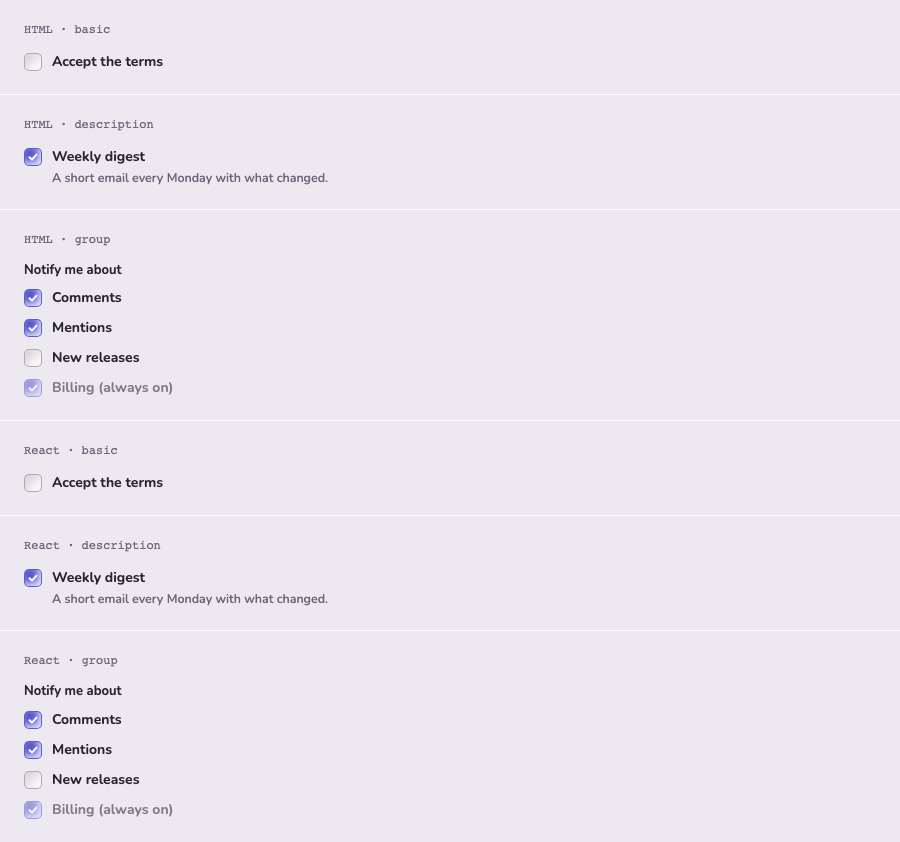 HTML · basic
Accept the terms
HTML · description
Weekly digest
A short email every Monday with what changed.
HTML · group
Notify me about
Comments
Mentions
New releases
Billing (always on)
React · basic
Accept the terms
React · description
Weekly digest
A short email every Monday with what changed.
React · group
Notify me about
Comments
Mentions
New releases
Billing (always on)